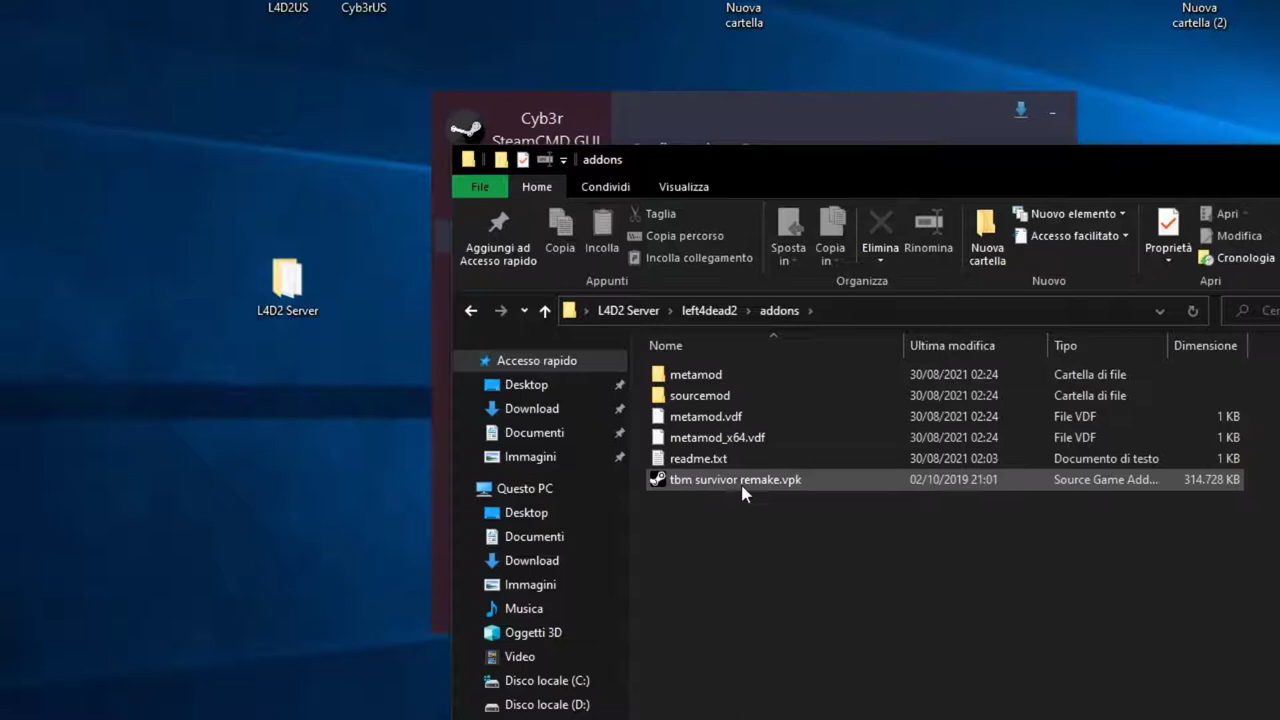 L4D2US
Cyb3rUS
Nuova
cartella
Nuova
cartella (2)
L4D2 Server
Cyb3r
SteamCMD GUI
addons
File
Home
Condividi
Visualizza
Aggiungi ad
Accesso rapido
Copia
Incolla
Taglia
Copia percorso
Incolla collegamento
Appunti
Sposta
in
Copia
in
Elimina
Rinomina
Organizza
Nuova
cartella
Nuovo elemento
Accesso facilitato
Nuovo
Proprietà
Apri
Modifica
Cronologia
Apri
L4D2 Server > left4dead2 > addons >
Cer
Nome Ultima modifica Tipo Dimensione
metamod 30/08/2021 02:24 Cartella di file
sourcemod 30/08/2021 02:24 Cartella di file
metamod.vdf 30/08/2021 02:24 File VDF 1 KB
metamod_x64.vdf 30/08/2021 02:24 File VDF 1 KB
readme.txt 30/08/2021 02:03 Documento di testo 1 KB
tbm survivor remake.vpk 02/10/2019 21:01 Source Game Add... 314.728 KB
Accesso rapido
Desktop
Download
Documenti
Immagini
Questo PC
Desktop
Documenti
Download
Immagini
Musica
Oggetti 3D
Video
Disco locale (C:)
Disco locale (D:)